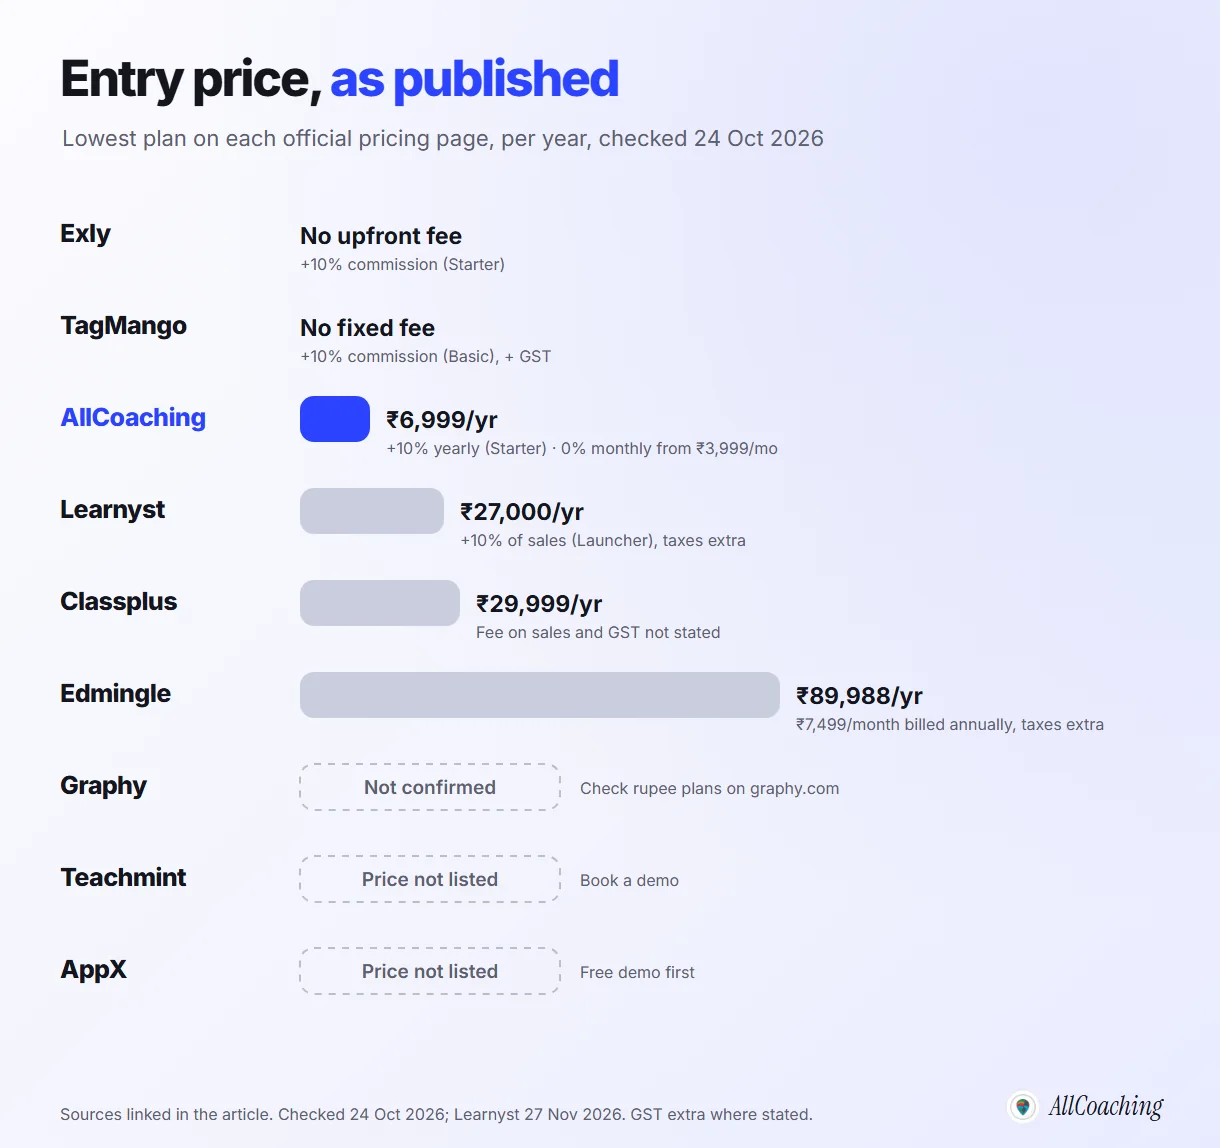 Entry price, as published
Lowest plan on each official pricing page, per year, checked 24 Oct 2026
Exly
No upfront fee
+10% commission (Starter)
TagMango
No fixed fee
+10% commission (Basic), + GST
AllCoaching
₹6,999/yr
+10% yearly (Starter) · 0% monthly from ₹3,999/mo
Learnyst
₹27,000/yr
+10% of sales (Launcher), taxes extra
Classplus
₹29,999/yr
Fee on sales and GST not stated
Edmingle
₹89,988/yr
₹7,499/month billed annually, taxes extra
Graphy
Not confirmed
Check rupee plans on graphy.com
Teachmint
Price not listed
Book a demo
AppX
Price not listed
Free demo first
Sources linked in the article. Checked 24 Oct 2026; Learnyst 27 Nov 2026. GST extra where stated.
AllCoaching